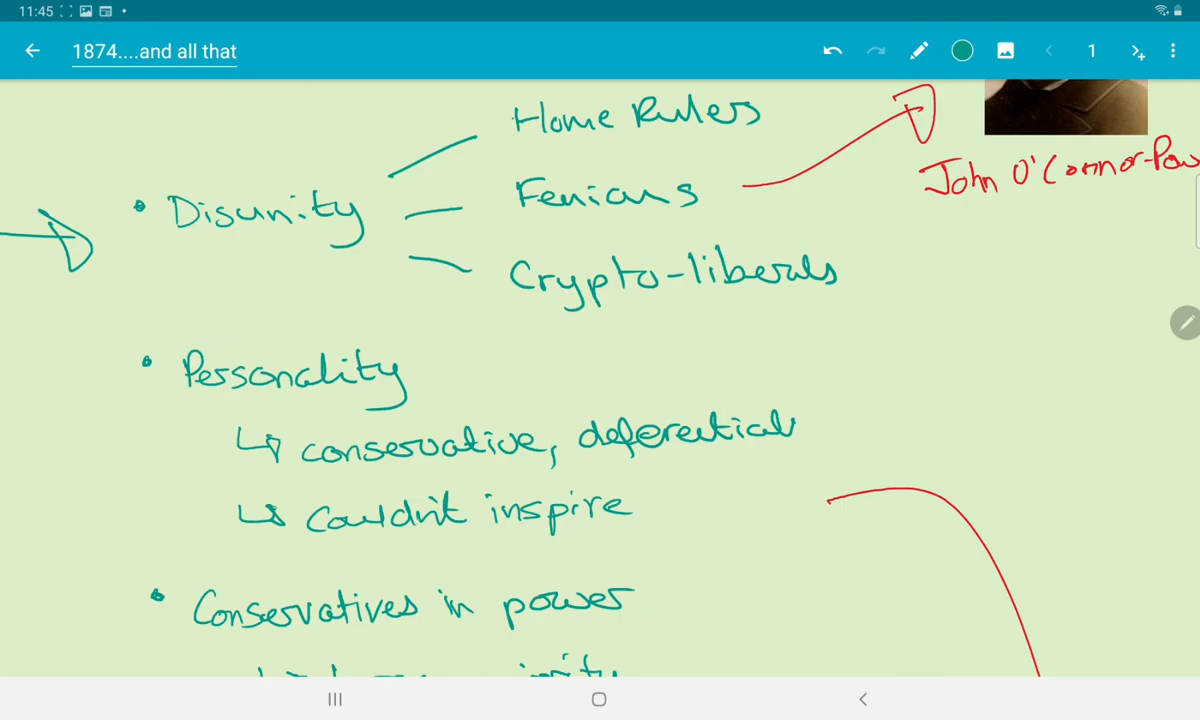 11:45
1874....and all that
1
Home Rulers
John O'Connor-Pow
• Disunity
Fenians
Crypto-liberals
• Personality
↳ conservative, deferential
↳ Couldn't inspire
• Conservatives in power